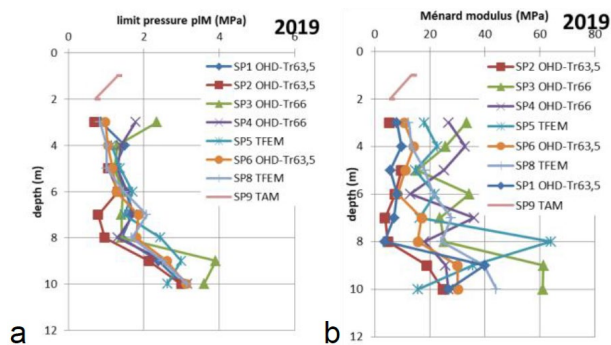 limit pressure plM (MPa)
2019
0 2 4 6
0
2
4
6
8
10
12
depth (m)
SP1 OHD-Tr63,5
SP2 OHD-Tr63,5
SP3 OHD-Tr66
SP4 OHD-Tr66
SP5 TFEM
SP6 OHD-Tr63,5
SP8 TFEM
SP9 TAM
a
Ménard modulus (MPa)
2019
0 20 40 60 80
0
2
4
6
8
10
12
depth (m)
SP2 OHD-Tr63,5
SP3 OHD-Tr66
SP4 OHD-Tr66
SP5 TFEM
SP6 OHD-Tr63,5
SP8 TFEM
SP1 OHD-Tr63,5
SP9 TAM
b